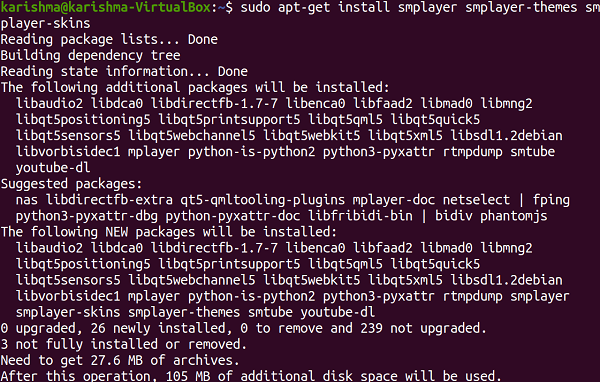 karishma@karishma-VirtualBox:~$ sudo apt-get install smplayer smplayer-themes sm
player-skins
Reading package lists... Done
Building dependency tree
Reading state information... Done
The following additional packages will be installed:
  libaudio2 libdca0 libdirectfb-1.7-7 libenca0 libfaad2 libmad0 libmng2
  libqt5positioning5 libqt5printsupport5 libqt5qml5 libqt5quick5
  libqt5sensors5 libqt5webchannel5 libqt5webkit5 libqt5xml5 libsdl1.2debian
  libvorbisidec1 mplayer python-is-python2 python3-pyxattr rtmpdump smtube
  youtube-dl
Suggested packages:
  nas libdirectfb-extra qt5-qmltooling-plugins mplayer-doc netselect | fping
  python3-pyxattr-dbg python-pyxattr-doc libfribidi-bin | bidiv phantomjs
The following NEW packages will be installed:
  libaudio2 libdca0 libdirectfb-1.7-7 libenca0 libfaad2 libmad0 libmng2
  libqt5positioning5 libqt5printsupport5 libqt5qml5 libqt5quick5
  libqt5sensors5 libqt5webchannel5 libqt5webkit5 libqt5xml5 libsdl1.2debian
  libvorbisidec1 mplayer python-is-python2 python3-pyxattr rtmpdump smplayer
  smplayer-skins smplayer-themes smtube youtube-dl
0 upgraded, 26 newly installed, 0 to remove and 239 not upgraded.
3 not fully installed or removed.
Need to get 27.6 MB of archives.
After this operation, 105 MB of additional disk space will be used.